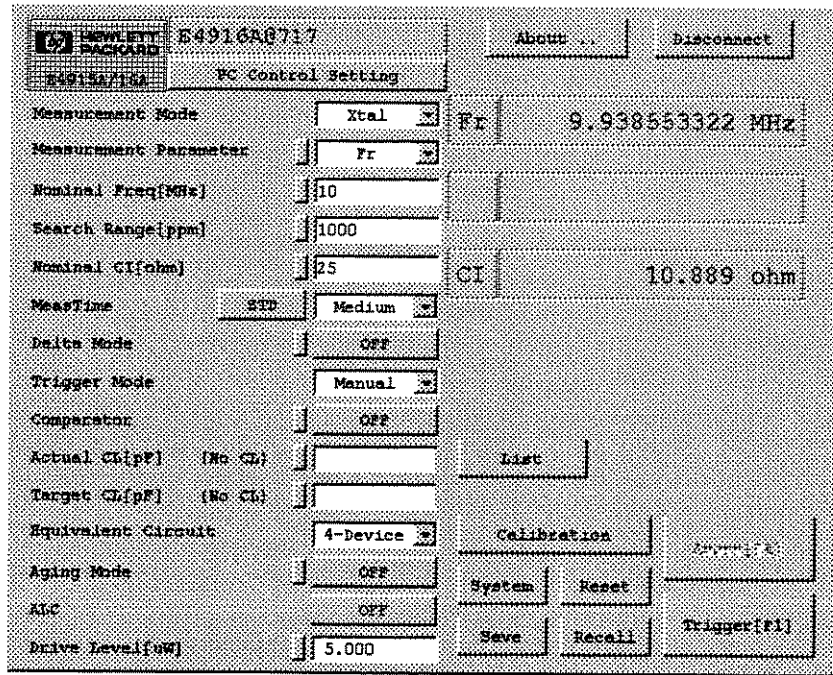 hp HEWLETT PACKARD E4916A@717 About .. Disconnect
E4915A/16A PC Control Setting
Measurement Mode Xtal Fr 9.938553322 MHz
Measurement Parameter Fr
Nominal Freq[MHz] 10
Search Range[ppm] 1000
Nominal CI[ohm] 25 CI 10.889 ohm
MeasTime STD Medium
Delta Mode OFF
Trigger Mode Manual
Comparator OFF
Actual CL[pF] (No CL) List
Target CL[pF] (No CL)
Equivalent Circuit 4-Device Calibration
Aging Mode OFF System Reset
ALC OFF
Drive Level[uW] 5.000 Save Recall Trigger[F1]